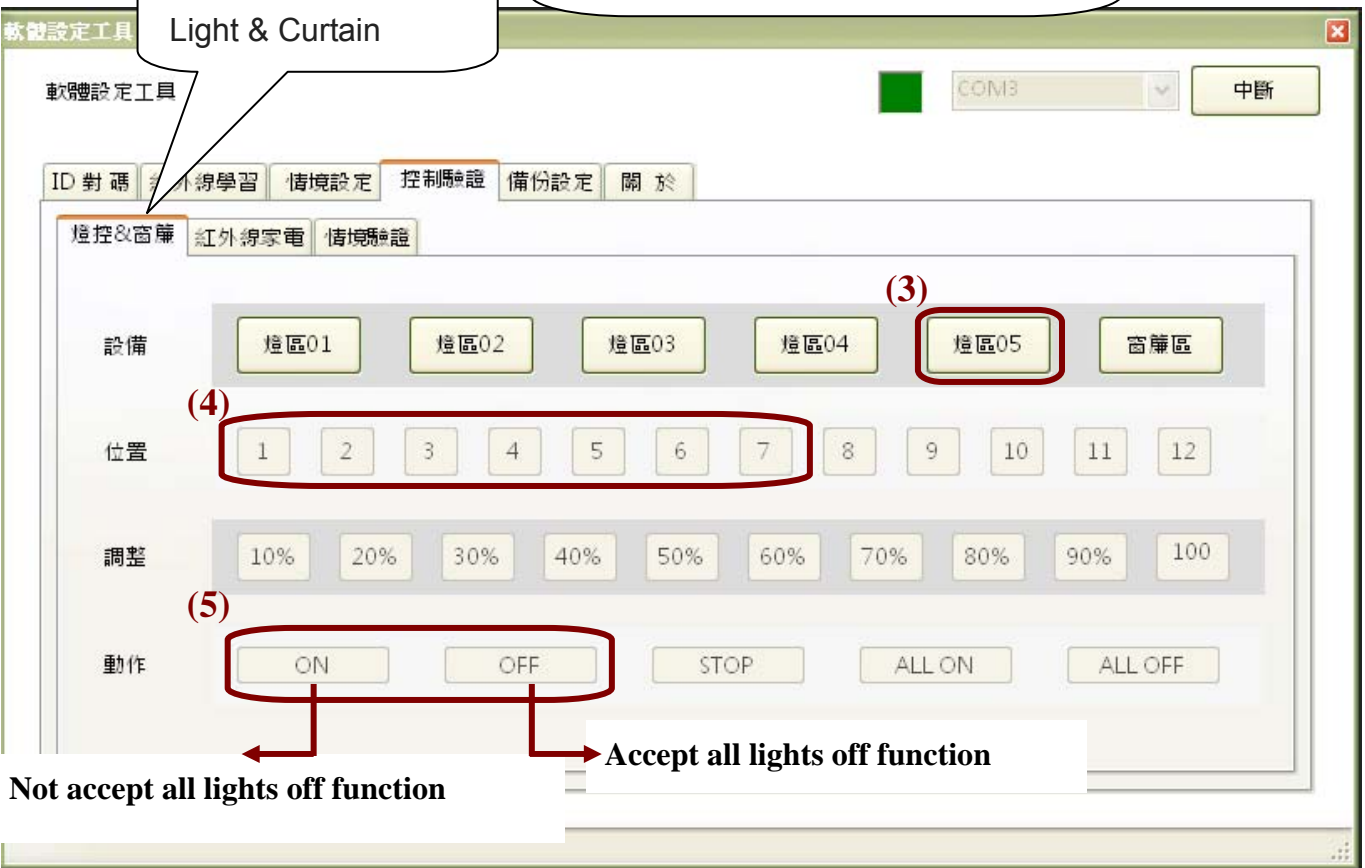 軟體設定工具
Light & Curtain
軟體設定工具
COM3
中斷
ID 對 碼
外線學習
情境設定
控制驗證
備份設定
關 於
燈控&窗簾
紅外線家電
情境驗證
(3)
設備
燈區01
燈區02
燈區03
燈區04
燈區05
窗簾區
(4)
位置
1 2 3 4 5 6 7 8 9 10 11 12
調整
10% 20% 30% 40% 50% 60% 70% 80% 90% 100
(5)
動作
ON OFF STOP ALL ON ALL OFF
Accept all lights off function
Not accept all lights off function